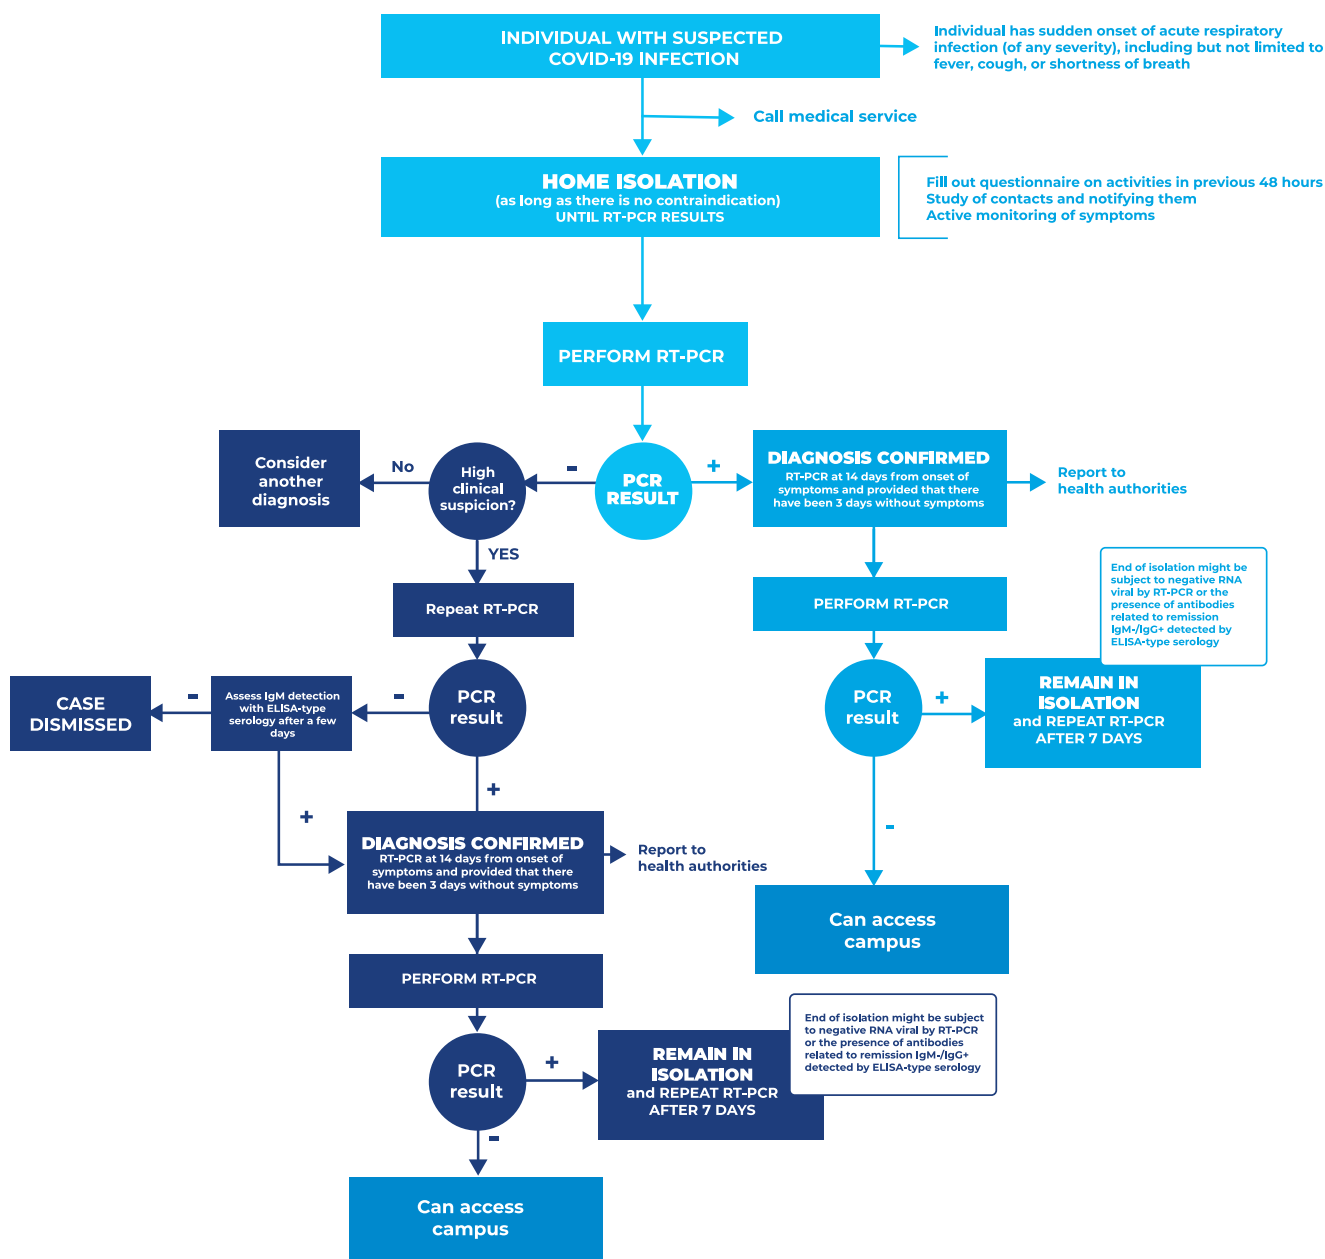 INDIVIDUAL WITH SUSPECTED
COVID-19 INFECTION
Individual has sudden onset of acute respiratory
infection (of any severity), including but not limited to
fever, cough, or shortness of breath
Call medical service
HOME ISOLATION
(as long as there is no contraindication)
UNTIL RT-PCR RESULTS
Fill out questionnaire on activities in previous 48 hours
Study of contacts and notifying them
Active monitoring of symptoms
PERFORM RT-PCR
Consider
another
diagnosis
No
High
clinical
suspicion?
-
PCR
RESULT
+
DIAGNOSIS CONFIRMED
RT-PCR at 14 days from onset of
symptoms and provided that there
have been 3 days without symptoms
Report to
health authorities
YES
Repeat RT-PCR
PERFORM RT-PCR
End of isolation might be
subject to negative RNA
viral by RT-PCR or the
presence of antibodies
related to remission
IgM-/IgG+ detected by
ELISA-type serology
CASE
DISMISSED
-
Assess IgM detection
with ELISA-type
serology after a few
days
-
PCR
result
PCR
result
+
REMAIN IN
ISOLATION
and REPEAT RT-PCR
AFTER 7 DAYS
+
+
-
DIAGNOSIS CONFIRMED
RT-PCR at 14 days from onset of
symptoms and provided that there
have been 3 days without symptoms
Report to
health authorities
Can access
campus
PERFORM RT-PCR
End of isolation might be subject
to negative RNA viral by RT-PCR
or the presence of antibodies
related to remission IgM-/IgG+
detected by ELISA-type serology
PCR
result
+
REMAIN IN
ISOLATION
and REPEAT RT-PCR
AFTER 7 DAYS
-
Can access
campus